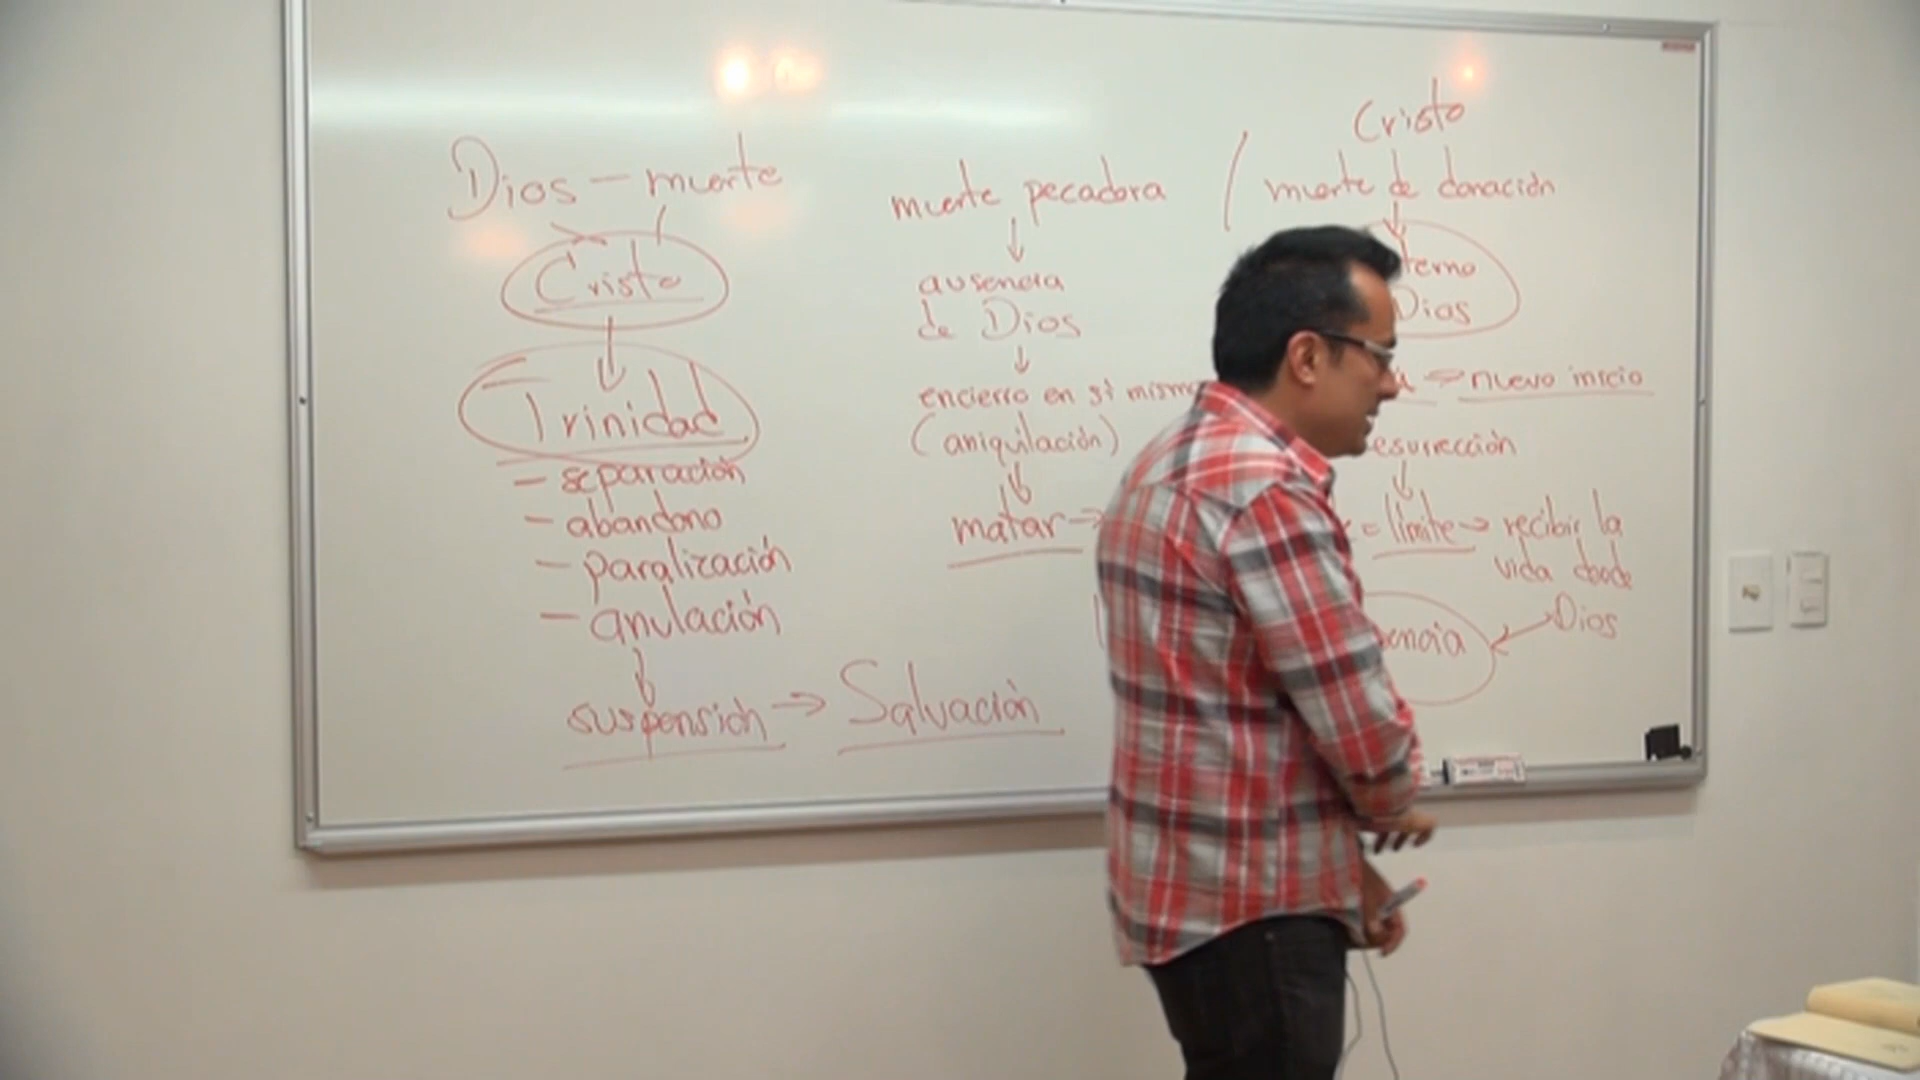 Dios — muerte
Cristo
Trinidad
— separación
— abandono
— paralización
— anulación
suspensión → Salvación
muerte pecadora /
ausencia
de Dios
encierro en sí mismo
(aniquilación)
matar →
Cristo
muerte de donación
Dios
→ nuevo inicio
= límite → recibir la
vida desde
Dios